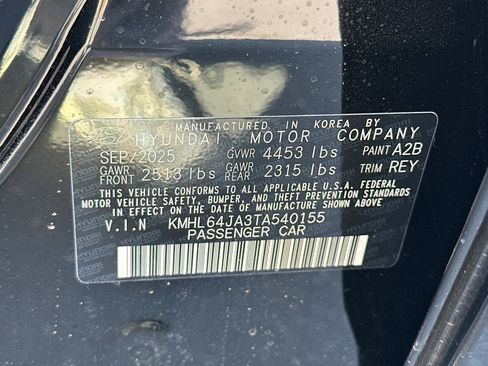 MANUFACTURED IN KOREA BY
HYUNDAI MOTOR COMPANY
SEP/2025 GVWR 4453 lbs PAINT A2B
GAWR FRONT 2513 lbs GAWR REAR 2315 lbs TRIM REY
THIS VEHICLE CONFORMS TO ALL APPLICABLE U.S.A. FEDERAL
MOTOR VEHICLE SAFETY, BUMPER, AND THEFT PREVENTION STANDARDS
IN EFFECT ON THE DATE OF MANUFACTURE SHOWN ABOVE.
V.I.N KMHL64JA3TA540155
PASSENGER CAR